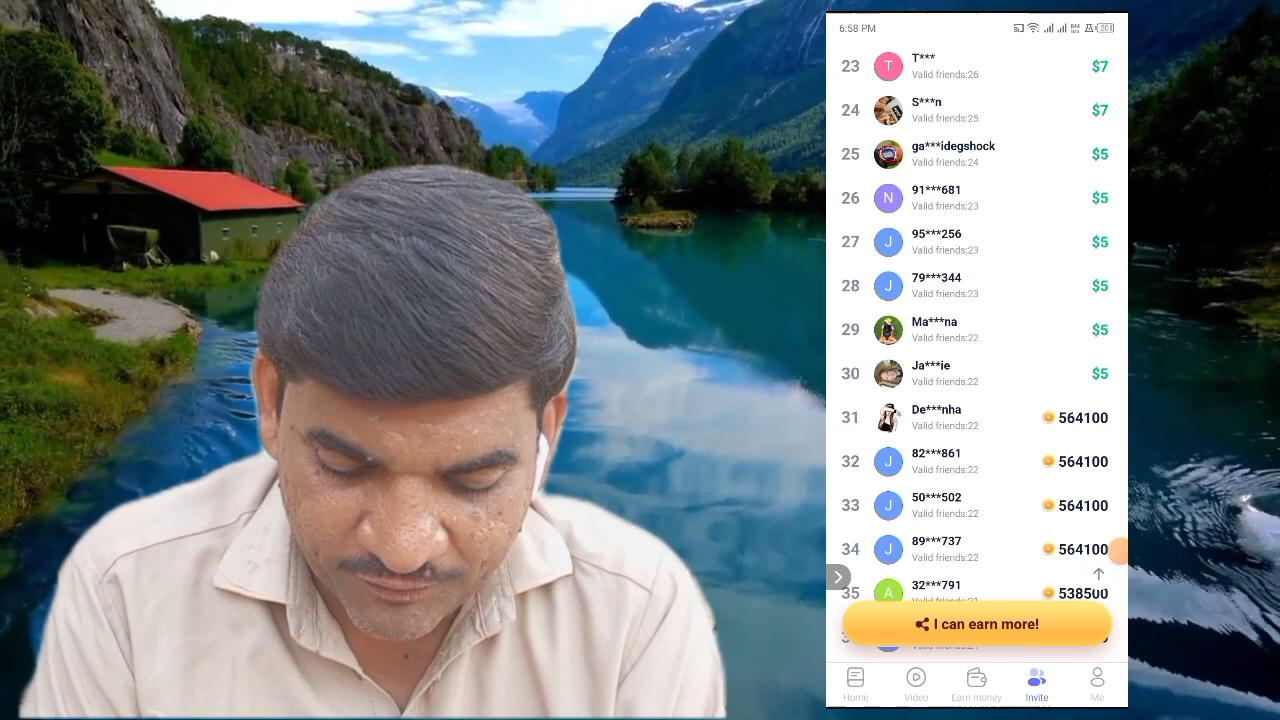 6:58 PM
23
T
T***
Valid friends:26
$7
24
S***n
Valid friends:25
$7
25
ga***idegshock
Valid friends:24
$5
26
N
91***681
Valid friends:23
$5
27
J
95***256
Valid friends:23
$5
28
J
79***344
Valid friends:23
$5
29
Ma***na
Valid friends:22
$5
30
Ja***ie
Valid friends:22
$5
31
De***nha
Valid friends:22
564100
32
J
82***861
Valid friends:22
564100
33
J
50***502
Valid friends:22
564100
34
J
89***737
Valid friends:22
564100
35
A
32***791
538500
I can earn more!
Home
Video
Earn money
Invite
Me